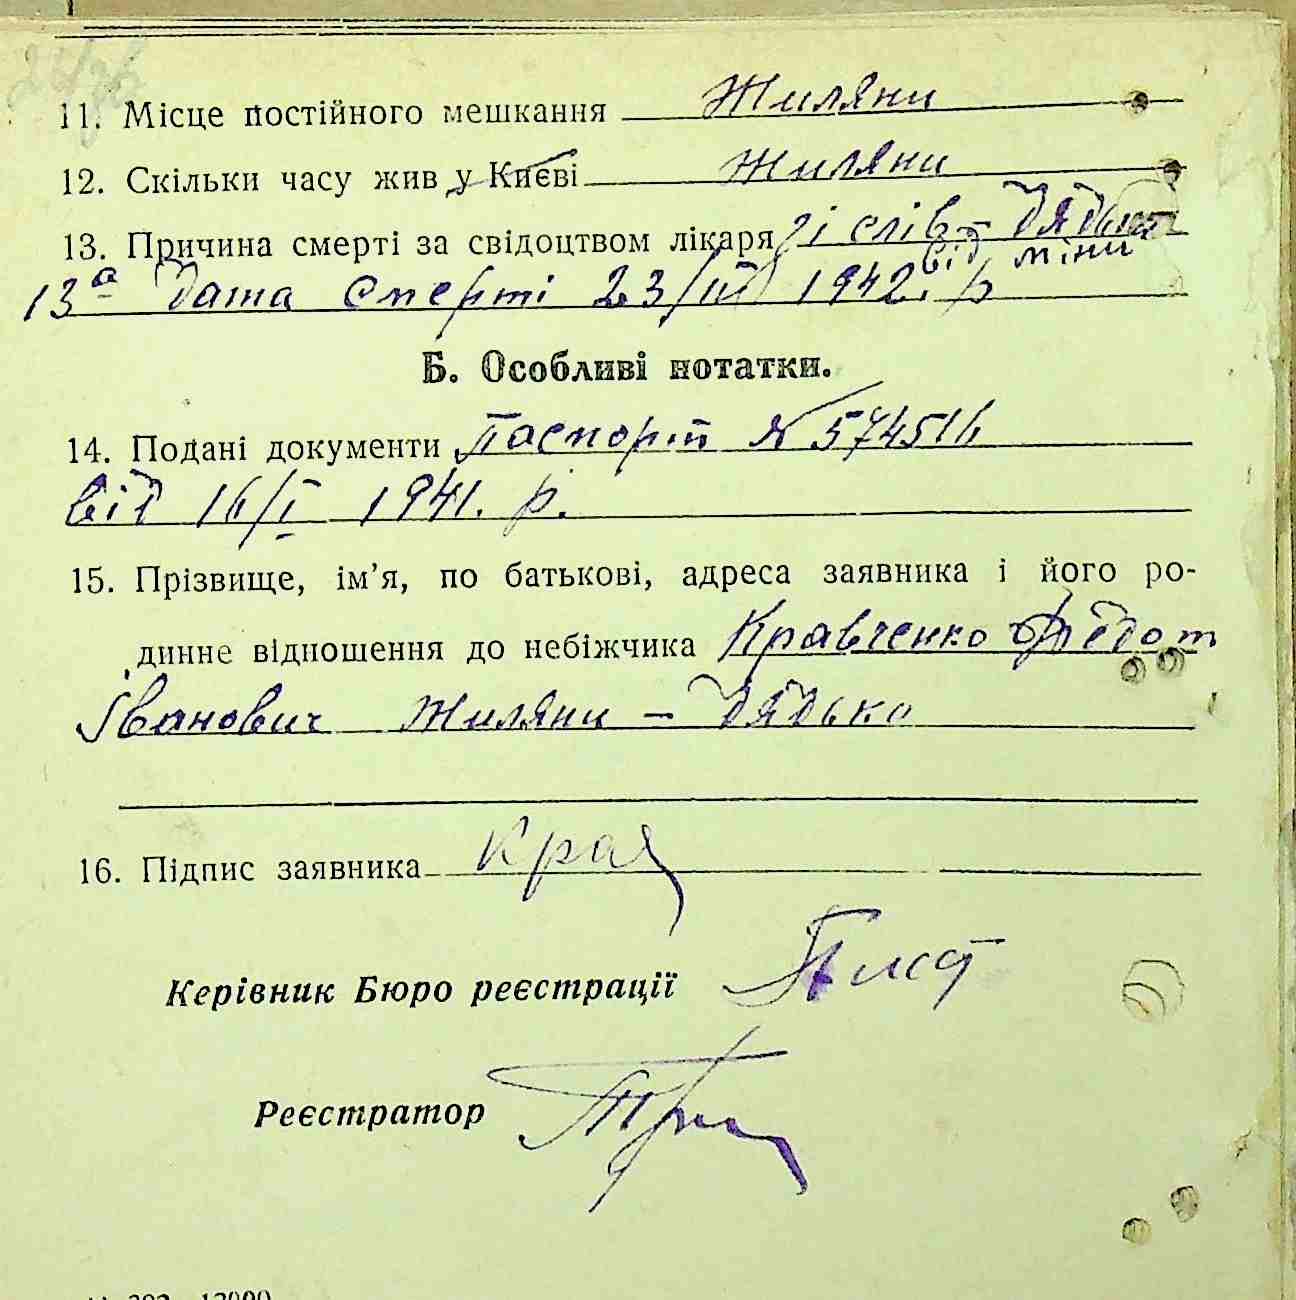 11. Місце постійного мешкання Жиляни
12. Скільки часу жив у Києві Жиляни
13. Причина смерті за свідоцтвом лікаря зі слів – дядька
від міни
13а дата смерті 23/III 1942 р
Б. Особливі нотатки.
14. Подані документи Паспорт № 574516
від 16/I 1941. р.
15. Прізвище, ім’я, по батькові, адреса заявника і його ро-
динне відношення до небіжчика Кравченко Федот
Іванович Жиляни – дядько
16. Підпис заявника Крав
Керівник Бюро реєстрації
Реєстратор